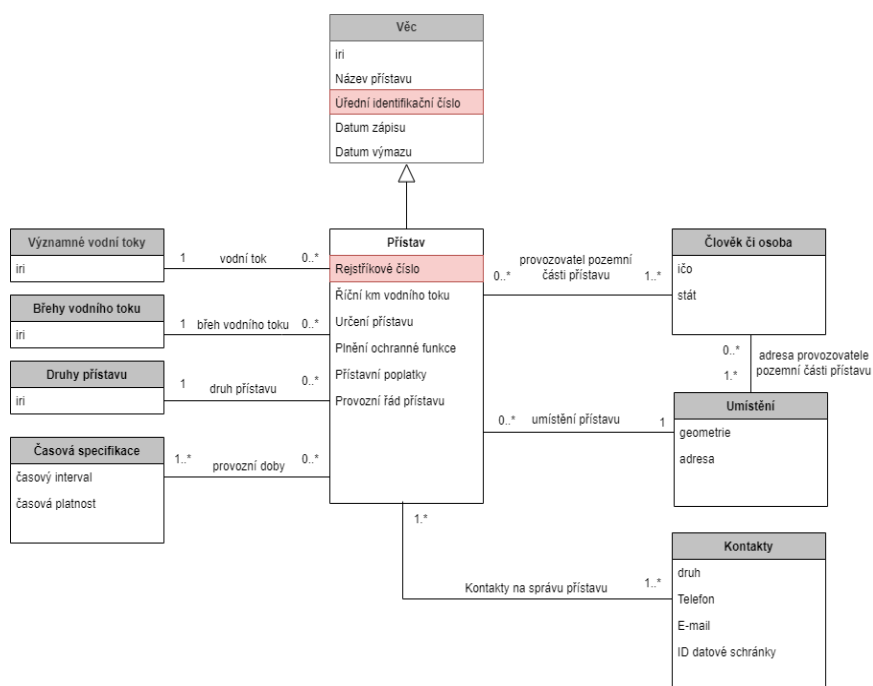 Věc
iri
Název přístavu
Úřední identifikační číslo
Datum zápisu
Datum výmazu
Významné vodní toky
iri
1
vodní tok
0..*
Břehy vodního toku
iri
1
břeh vodního toku
0..*
Druhy přístavu
iri
1
druh přístavu
0..*
Časová specifikace
časový interval
časová platnost
1..*
provozní doby
0..*
Přístav
Rejstříkové číslo
Říční km vodního toku
Určení přístavu
Plnění ochranné funkce
Přístavní poplatky
Provozní řád přístavu
provozovatel pozemní
části přístavu
0..*
1..*
Člověk či osoba
ičo
stát
0..*
1.*
adresa provozovatele
pozemní části přístavu
0..*
umístění přístavu
1
Umístění
geometrie
adresa
1.*
Kontakty na správu přístavu
1..*
Kontakty
druh
Telefon
E-mail
ID datové schránky